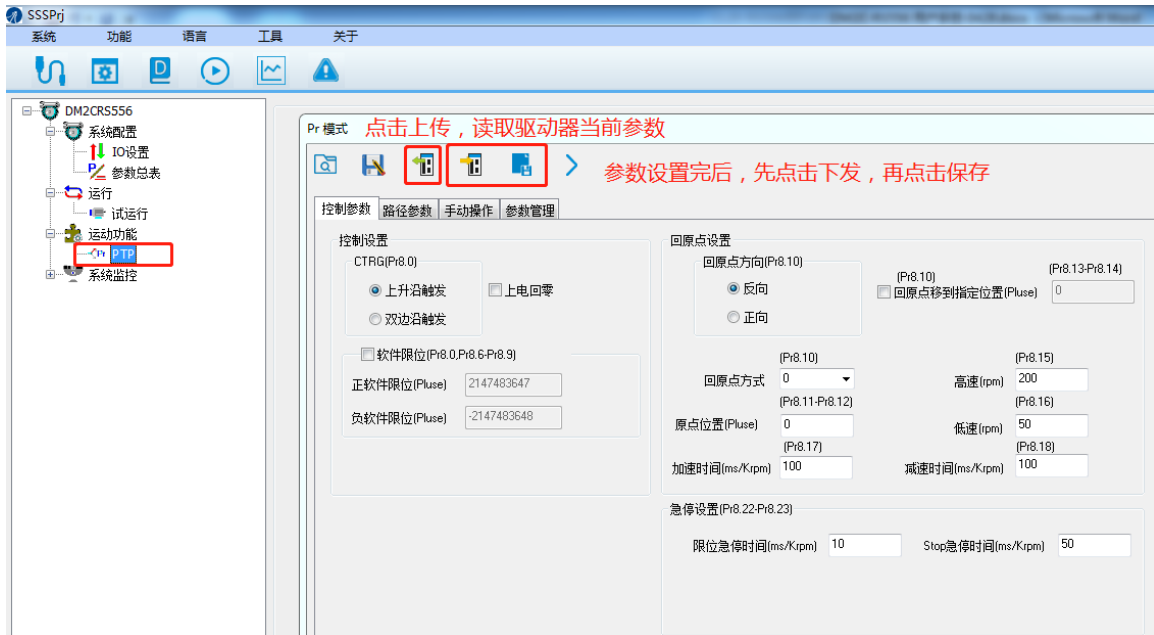 SSSPrj
系统 功能 语言 工具 关于
DM2CRS556
系统配置
IO设置
参数总表
运行
试运行
运动功能
PTP
系统监控
Pr 模式 点击上传，读取驱动器当前参数
参数设置完后，先点击下发，再点击保存
控制参数 路径参数 手动操作 参数管理
控制设置
CTRG(Pr8.0)
上升沿触发
双边沿触发
上电回零
软件限位(Pr8.0,Pr8.6-Pr8.9)
正软件限位(Pluse) 2147483647
负软件限位(Pluse) -2147483648
回原点设置
回原点方向(Pr8.10)
反向
正向
(Pr8.10)
回原点移到指定位置(Pluse)
(Pr8.13-Pr8.14)
0
(Pr8.10)
回原点方式 0
(Pr8.15)
高速(rpm) 200
(Pr8.11-Pr8.12)
原点位置(Pluse) 0
(Pr8.16)
低速(rpm) 50
(Pr8.17)
加速时间(ms/Krpm) 100
(Pr8.18)
减速时间(ms/Krpm) 100
急停设置(Pr8.22-Pr8.23)
限位急停时间(ms/Krpm) 10
Stop急停时间(ms/Krpm) 50